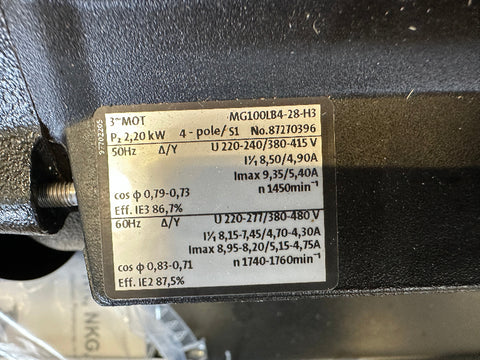 3~MOT MG100LB4-28-H3
P₂ 2,20 kW 4 - pole/S1 No.87270396
50Hz Δ/Y U 220-240/380-415 V
I₁⁄₁ 8,50/4,90A
Imax 9,35/5,40A
cos φ 0,79-0,73 n 1450min⁻¹
Eff. IE3 86,7%
60Hz Δ/Y U 220-277/380-480 V
I₁⁄₁ 8,15-7,45/4,70-4,30A
Imax 8,95-8,20/5,15-4,75A
cos φ 0,83-0,71 n 1740-1760min⁻¹
Eff. IE2 87,5%
NKG